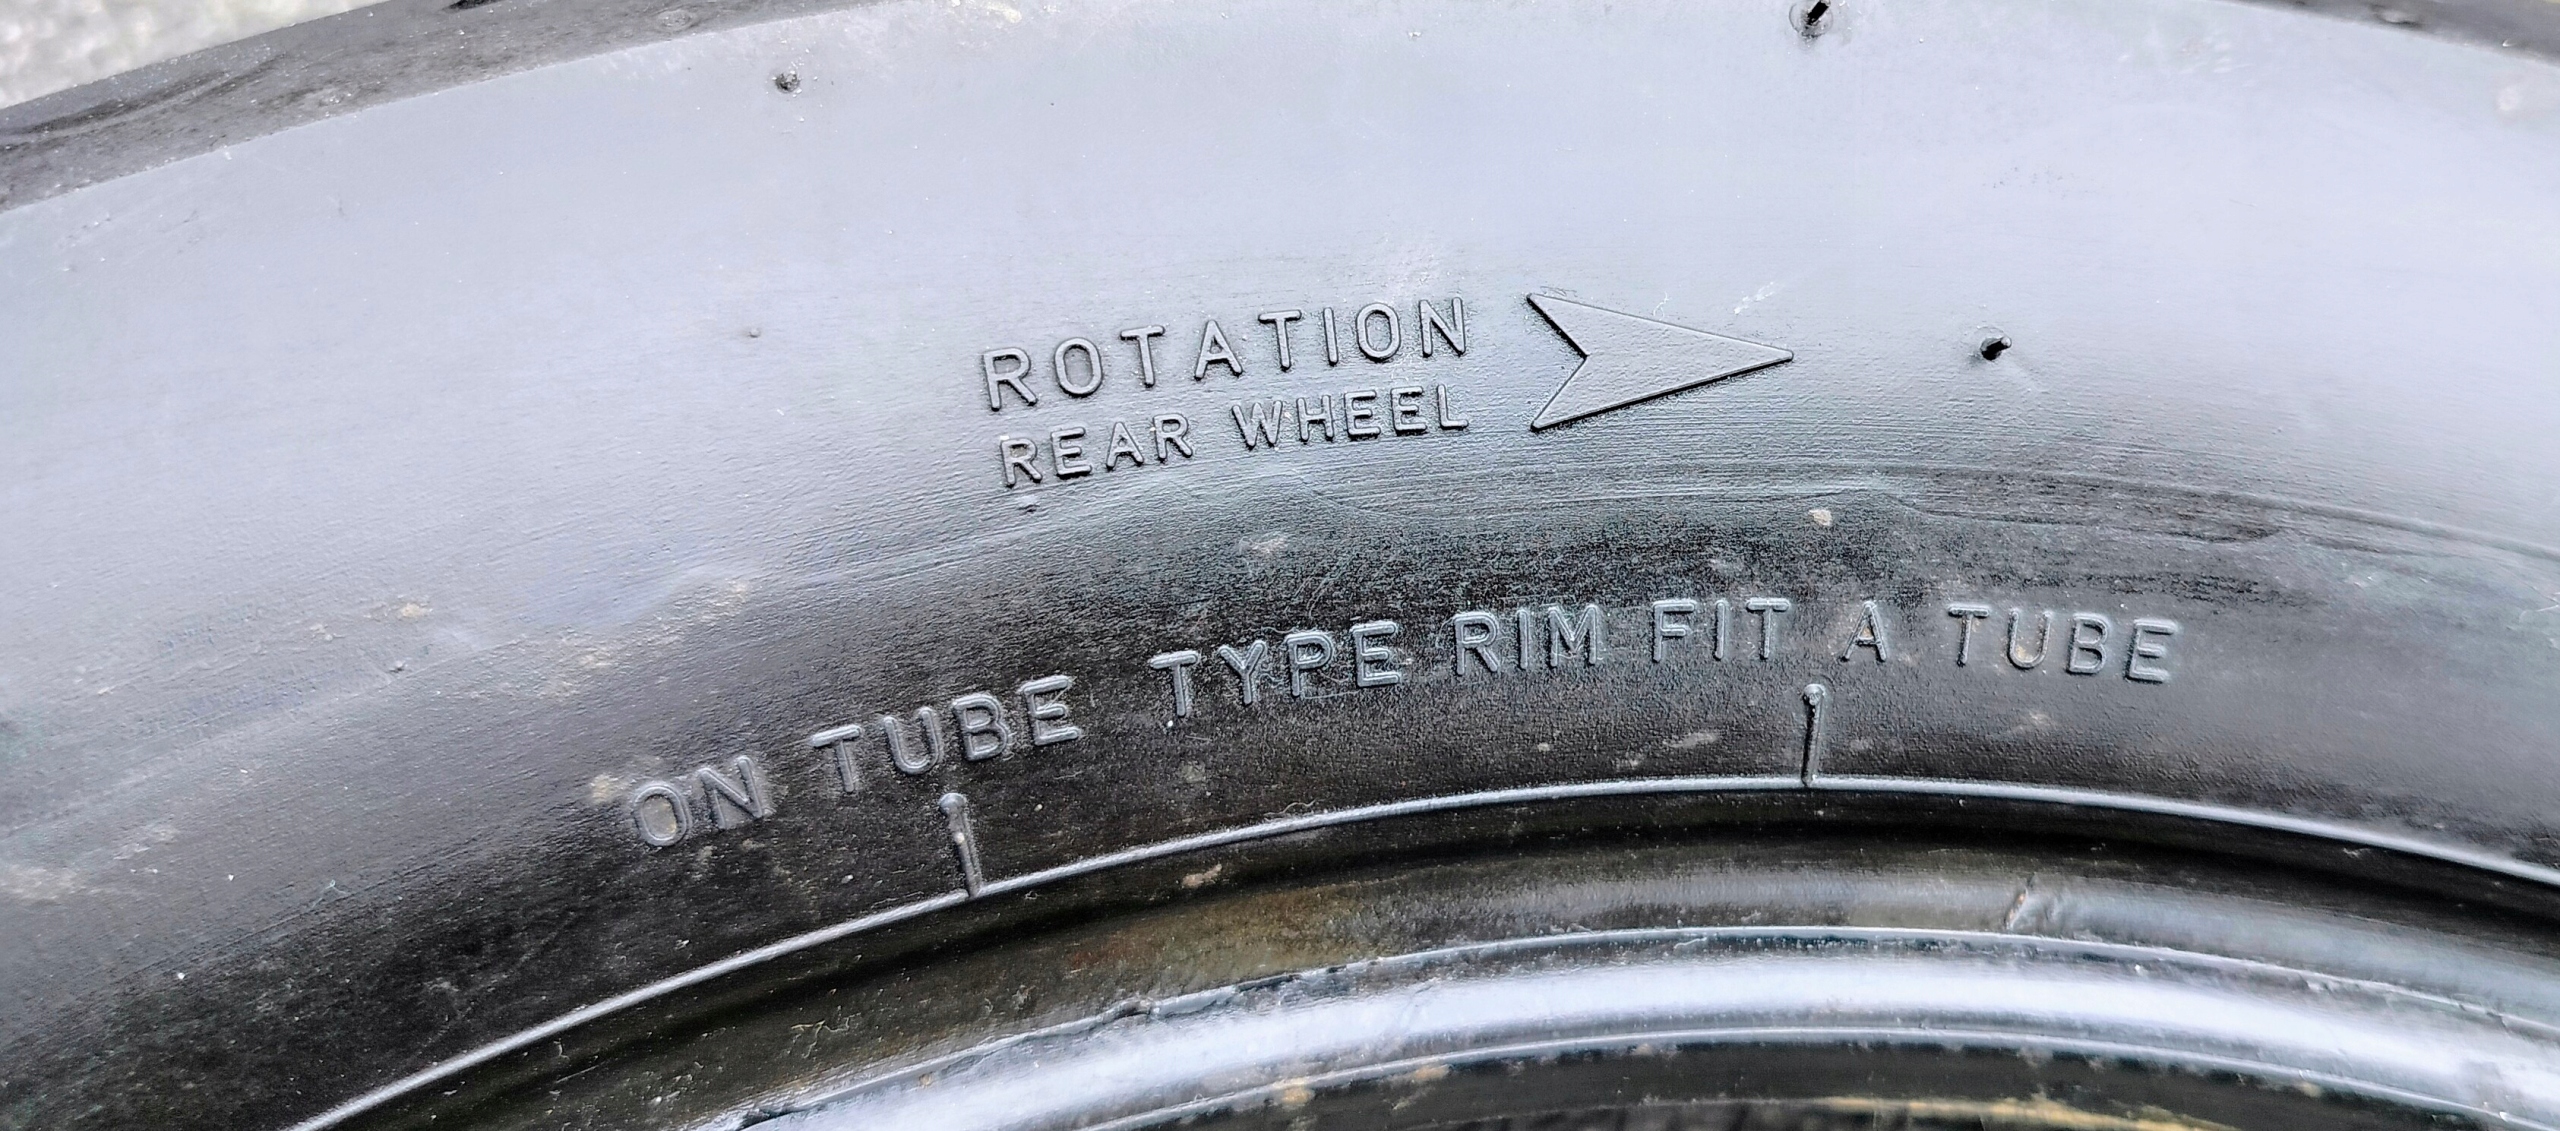 ROTATION
REAR WHEEL
ON TUBE TYPE RIM FIT A TUBE